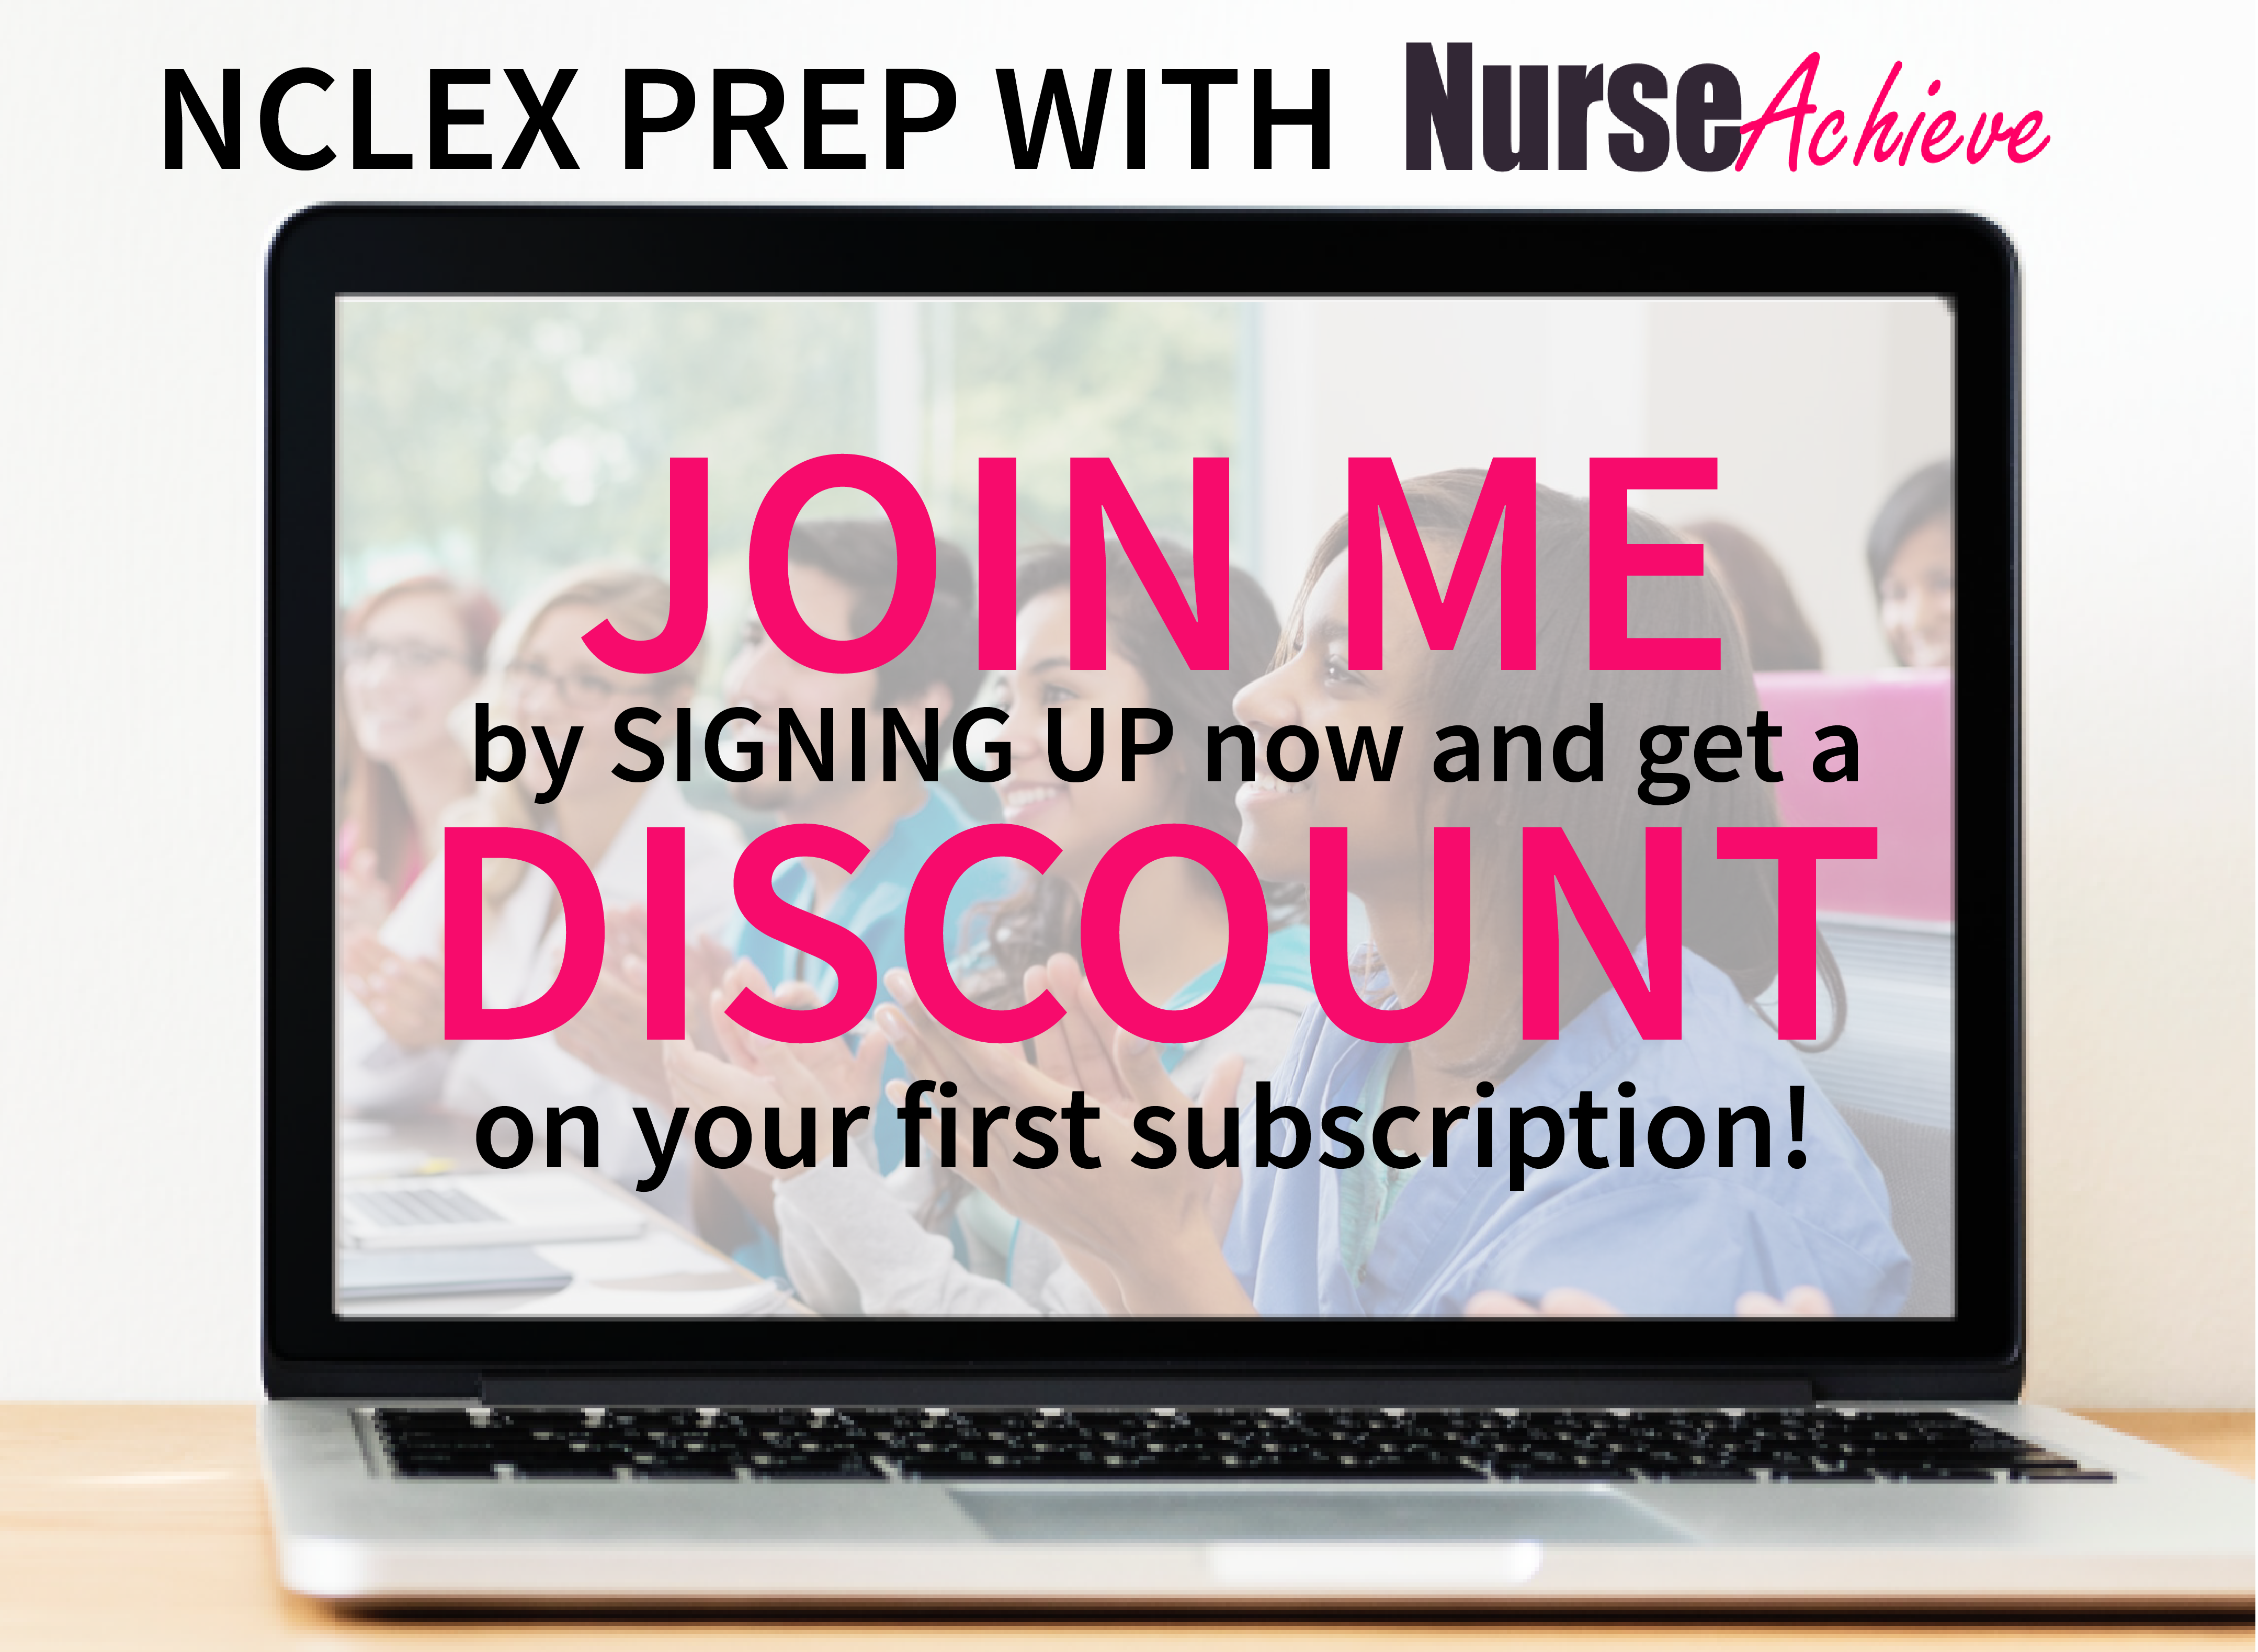 NCLEX PREP WITH NurseAchieve
JOIN ME
by SIGNING UP now and get a
DISCOUNT
on your first subscription!